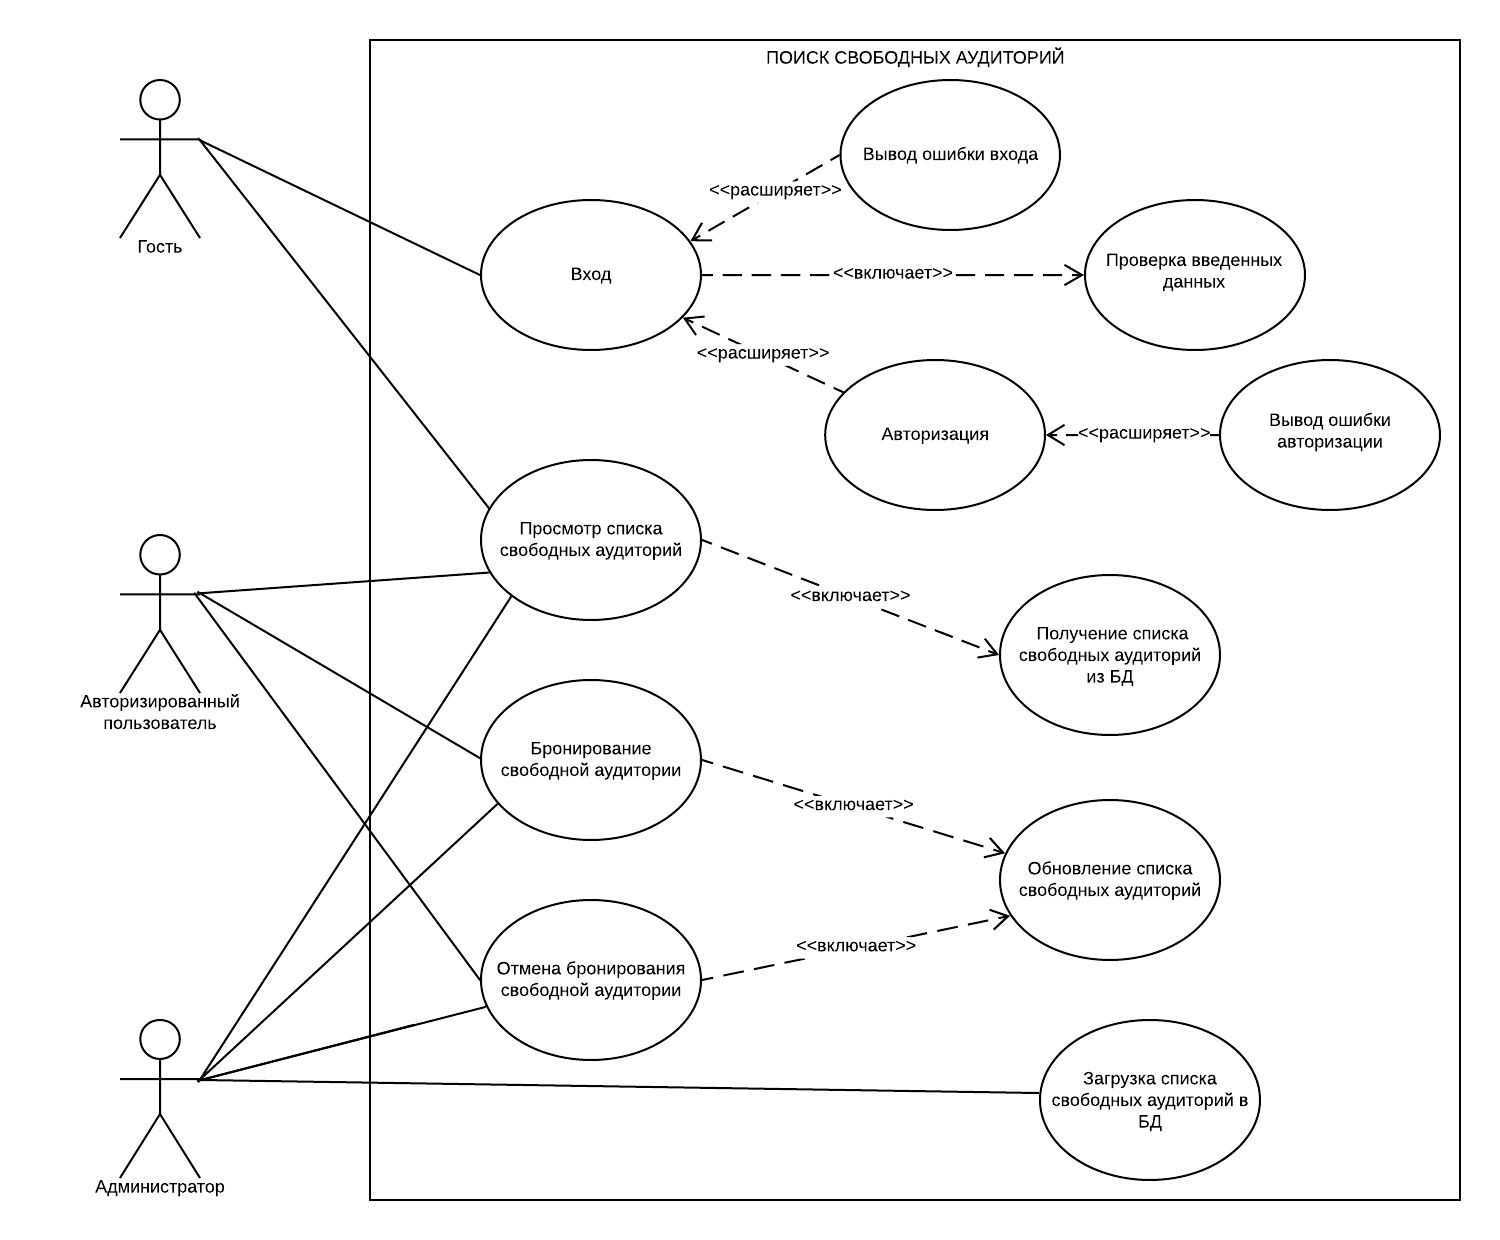 ПОИСК СВОБОДНЫХ АУДИТОРИЙ
Вывод ошибки входа
<<расширяет>>
Гость
Вход
<<включает>>
Проверка введенных
данных
<<расширяет>>
Авторизация
<<расширяет>>
Вывод ошибки
авторизации
Просмотр списка
свободных аудиторий
<<включает>>
Получение списка
свободных аудиторий
из БД
Авторизированный
пользователь
Бронирование
свободной аудитории
<<включает>>
Обновление списка
свободных аудиторий
<<включает>>
Отмена бронирования
свободной аудитории
Загрузка списка
свободных аудиторий в
БД
Администратор